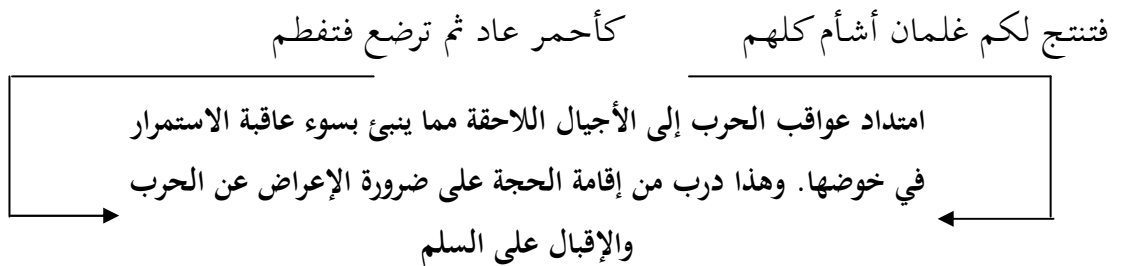 فتنتج لكم غلمان أشأم كلهم كأحمر عاد ثم ترضع فتفطم
امتداد عواقب الحرب إلى الأجيال اللاحقة مما ينبئ بسوء عاقبة الاستمرار
في خوضها. وهذا درب من إقامة الحجة على ضرورة الإعراض عن الحرب
والإقبال على السلم